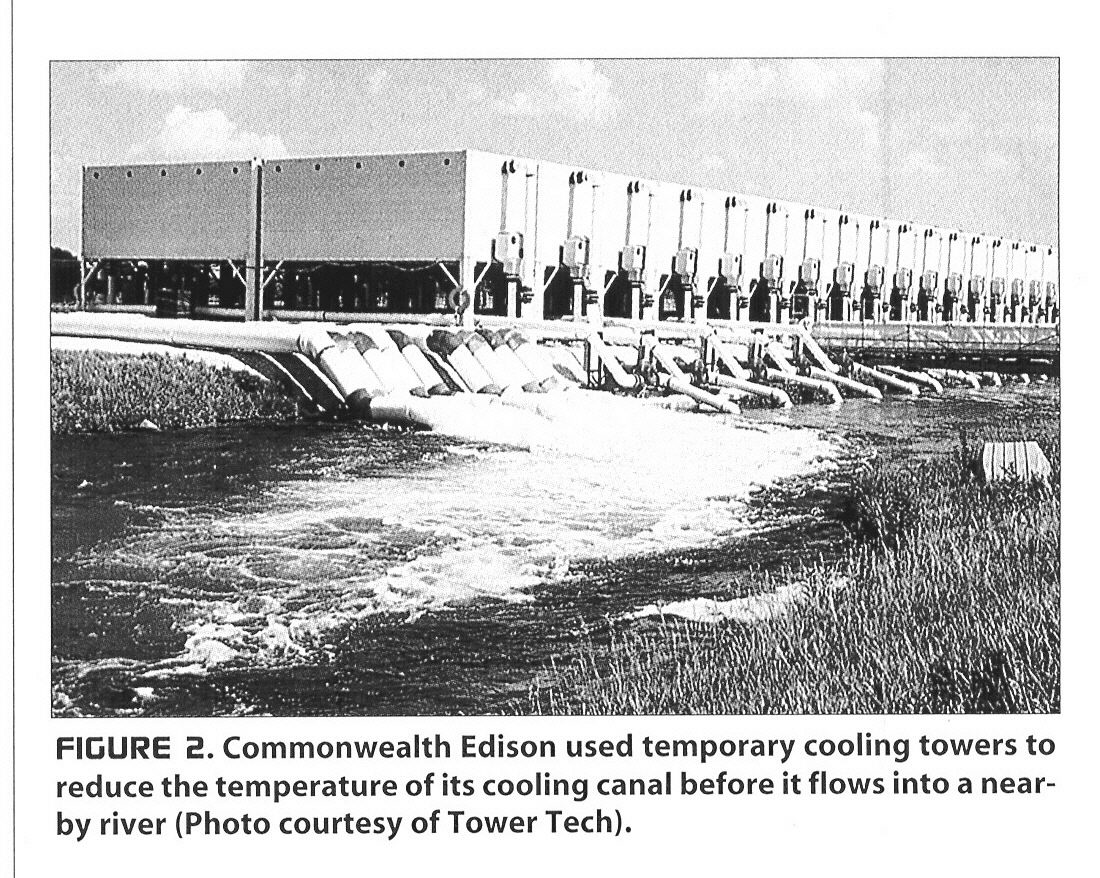 FIGURE 2. Commonwealth Edison used temporary cooling towers to
reduce the temperature of its cooling canal before it flows into a near-
by river (Photo courtesy of Tower Tech).